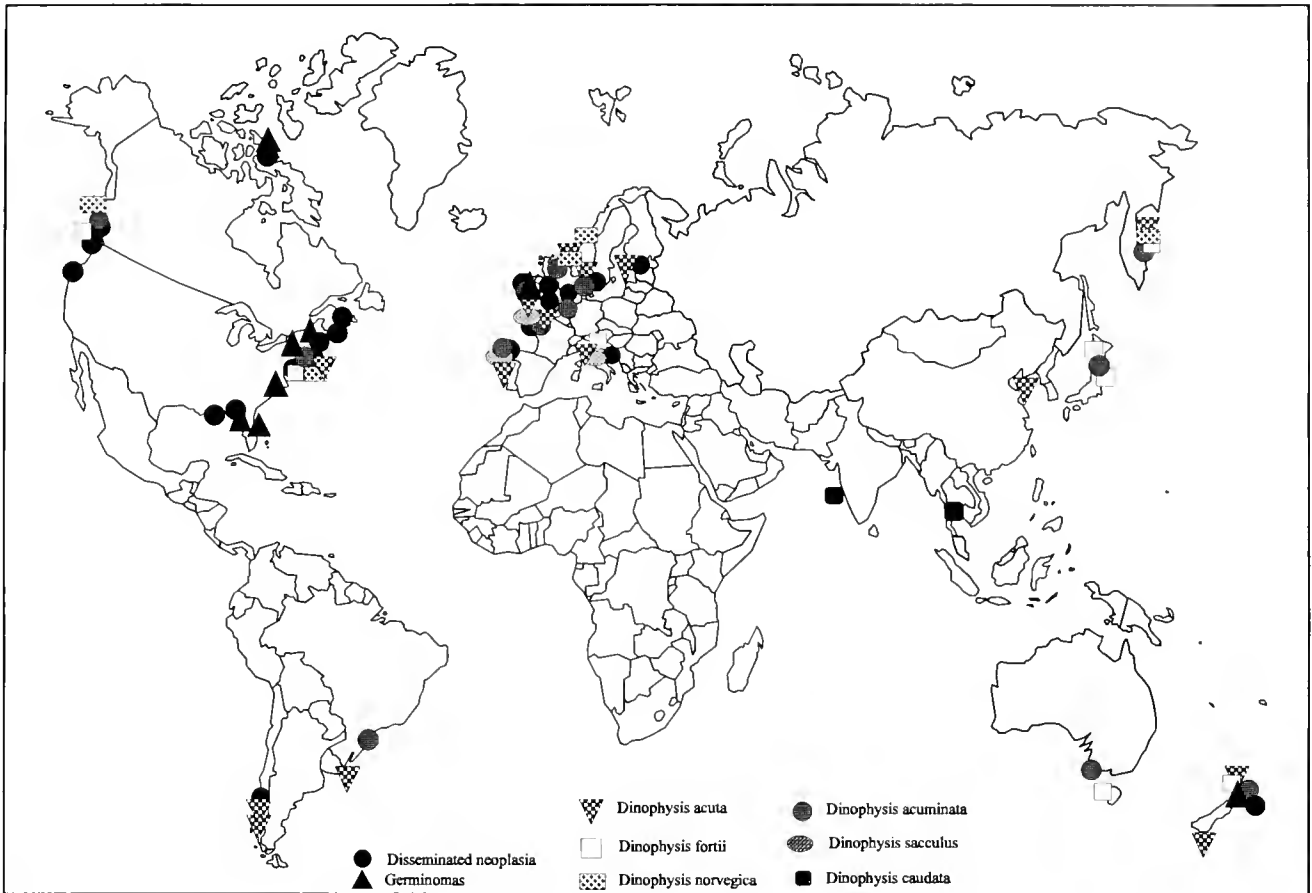 Dinophysis acuta
Dinophysis acuminata
Dinophysis fortii
Dinophysis sacculus
Disseminated neoplasia
Germinomas
Dinophysis norvegica
Dinophysis caudata